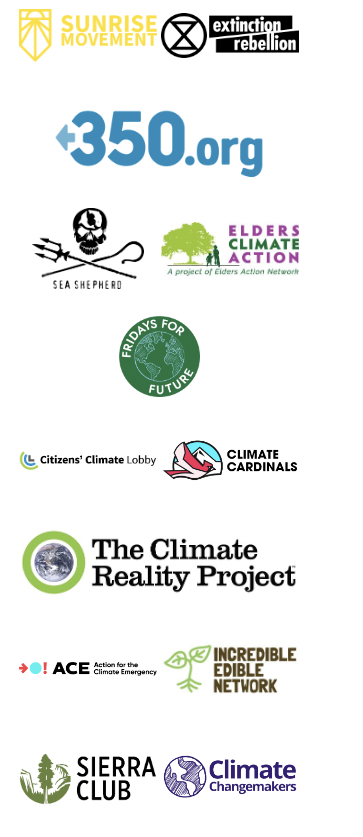 SUNRISE
MOVEMENT
extinction
rebellion
350.org
SEA SHEPHERD
ELDERS
CLIMATE
ACTION
A project of Elders Action Network
FRIDAYS FOR
FUTURE
Citizens' Climate Lobby
CLIMATE
CARDINALS
The Climate
Reality Project
ACE
Action for the
Climate Emergency
INCREDIBLE
EDIBLE
NETWORK
SIERRA
CLUB
Climate
Changemakers